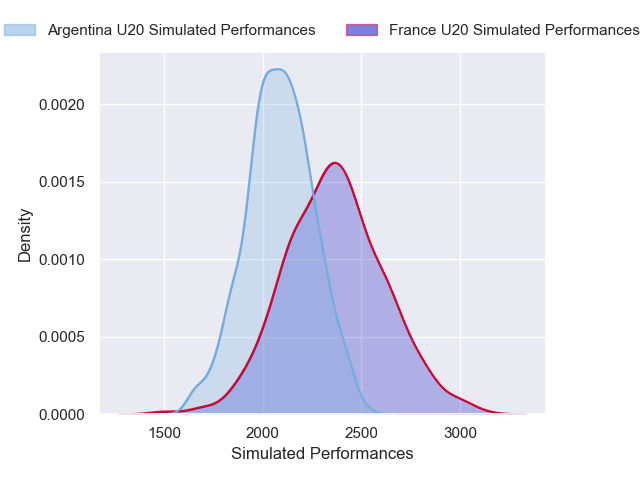 Argentina U20 Simulated Performances France U20 Simulated Performances
0.0020
0.0015
0.0010
0.0005
0.0000
Density
1500 2000 2500 3000
Simulated Performances